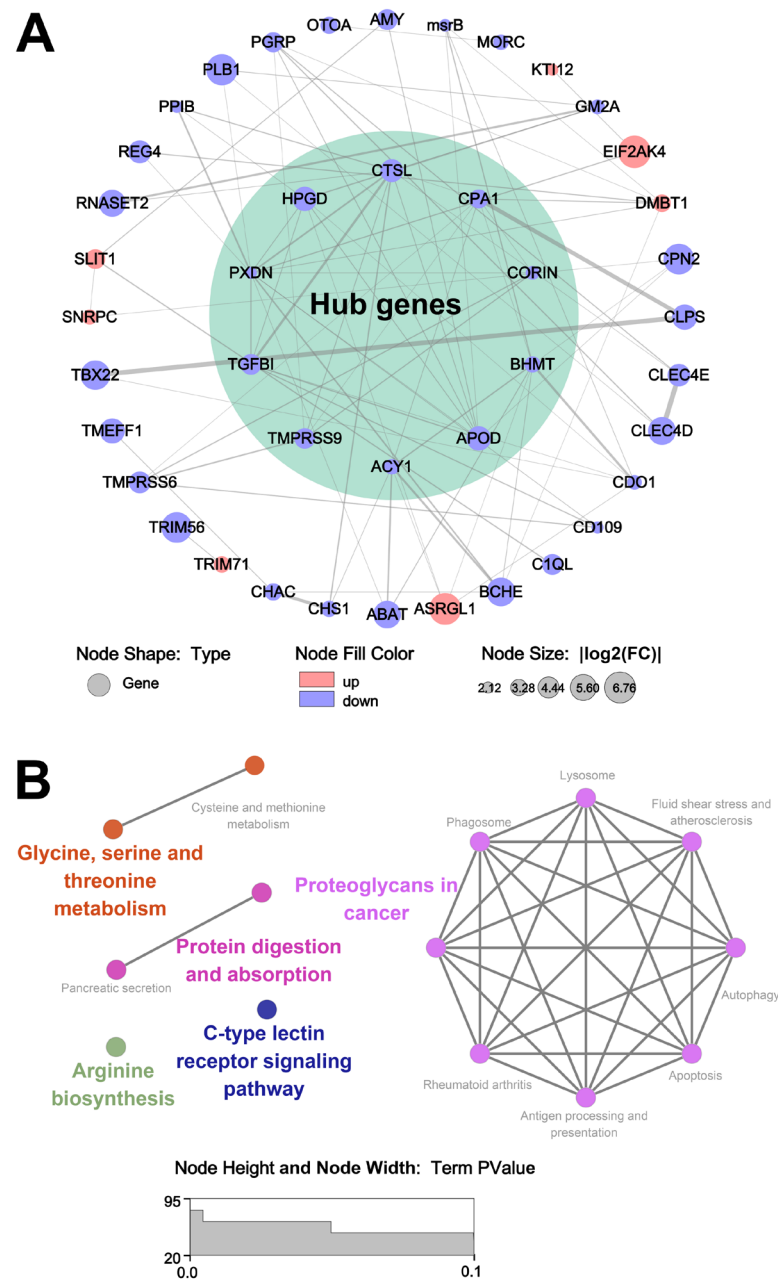 A
OTOA
AMY
msrB
MORC
PGRP
KTI12
PLB1
GM2A
PPIB
EIF2AK4
REG4
CTSL
HPGD
CPA1
RNASET2
DMBT1
SLIT1
CPN2
PXDN
CORIN
Hub genes
SNRPC
CLPS
TBX22
TGFBI
BHMT
CLEC4E
TMEFF1
CLEC4D
TMPRSS9
APOD
ACY1
TMPRSS6
CDO1
TRIM56
CD109
TRIM71
C1QL
CHAC
CHS1
ABAT
ASRGL1
BCHE
Node Shape: Type
Gene
Node Fill Color
up
down
Node Size: |log2(FC)|
2.12
3.28
4.44
5.60
6.76
B
Cysteine and methionine
metabolism
Glycine, serine and
threonine
metabolism
Proteoglycans in
cancer
Pancreatic secretion
Protein digestion
and absorption
C-type lectin
receptor signaling
pathway
Arginine
biosynthesis
Lysosome
Fluid shear stress and
atherosclerosis
Phagosome
Autophagy
Rheumatoid arthritis
Apoptosis
Antigen processing and
presentation
Node Height and Node Width: Term PValue
95
20
0.0
0.1